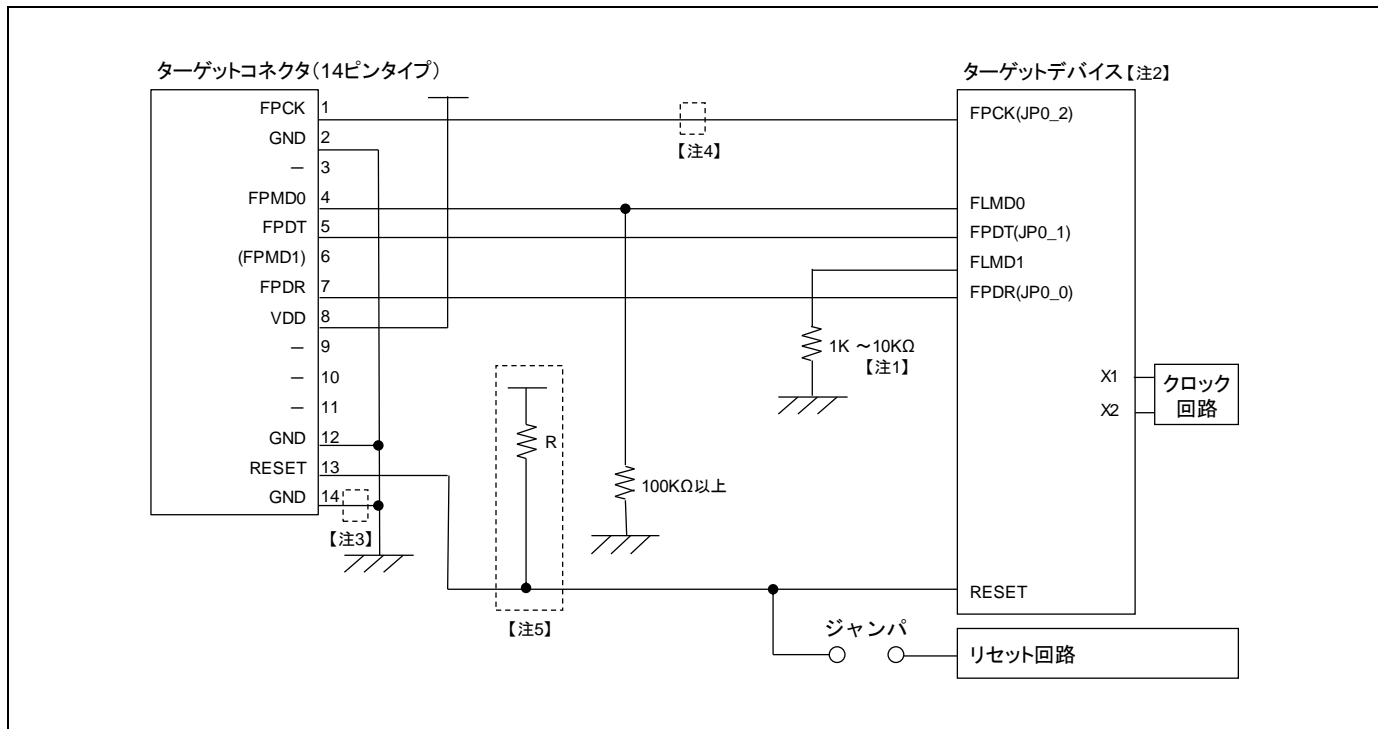 ターゲットコネクタ(14ピンタイプ)
FPCK 1
GND 2
— 3
FPMD0 4
FPDT 5
(FPMD1) 6
FPDR 7
VDD 8
— 9
— 10
— 11
GND 12
RESET 13
GND 14
【注3】
【注4】
R
【注5】
100KΩ以上
1K ～10KΩ
【注1】
ターゲットデバイス【注2】
FPCK(JP0_2)
FLMD0
FPDT(JP0_1)
FLMD1
FPDR(JP0_0)
X1
X2
クロック
回路
RESET
ジャンパ
リセット回路